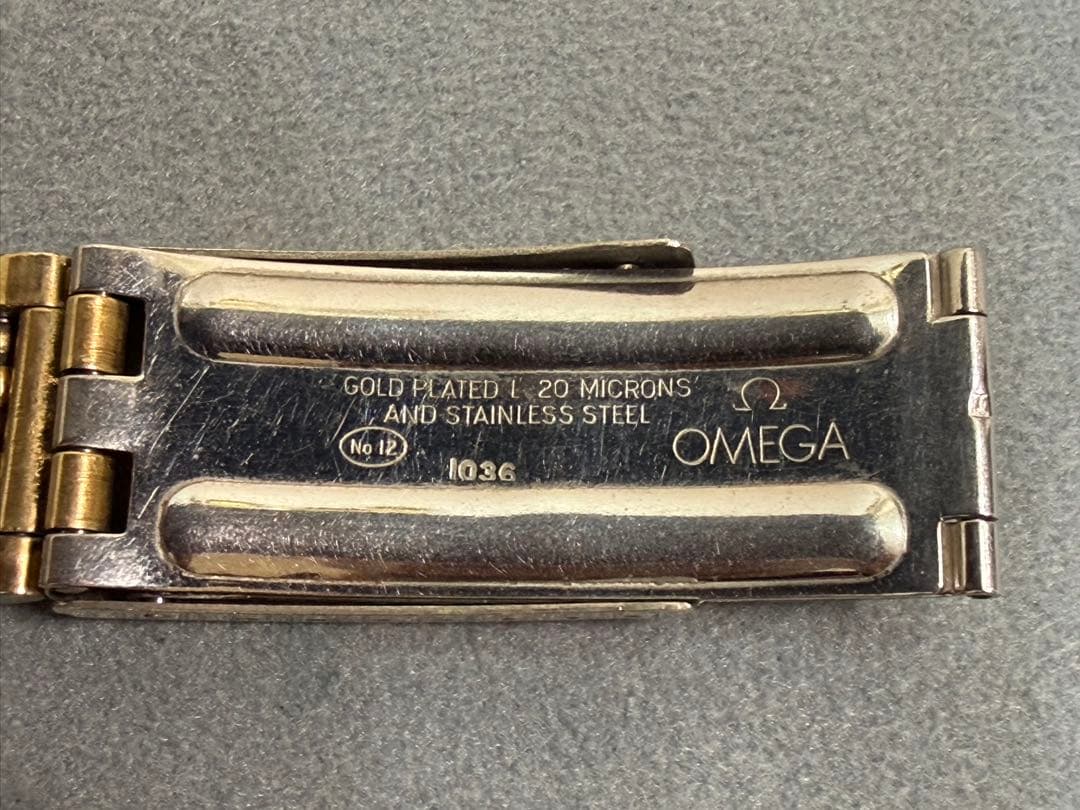 GOLD PLATED L 20 MICRONS
AND STAINLESS STEEL
No 12
1036
Ω
OMEGA